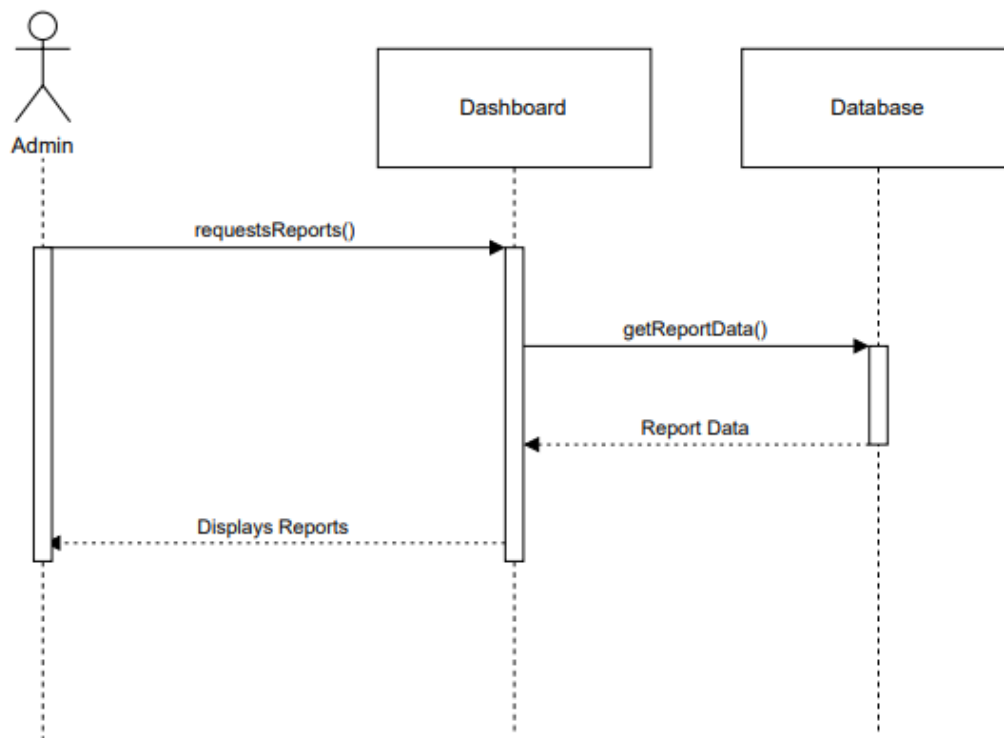 Admin
Dashboard
Database
requestsReports()
getReportData()
Report Data
Displays Reports